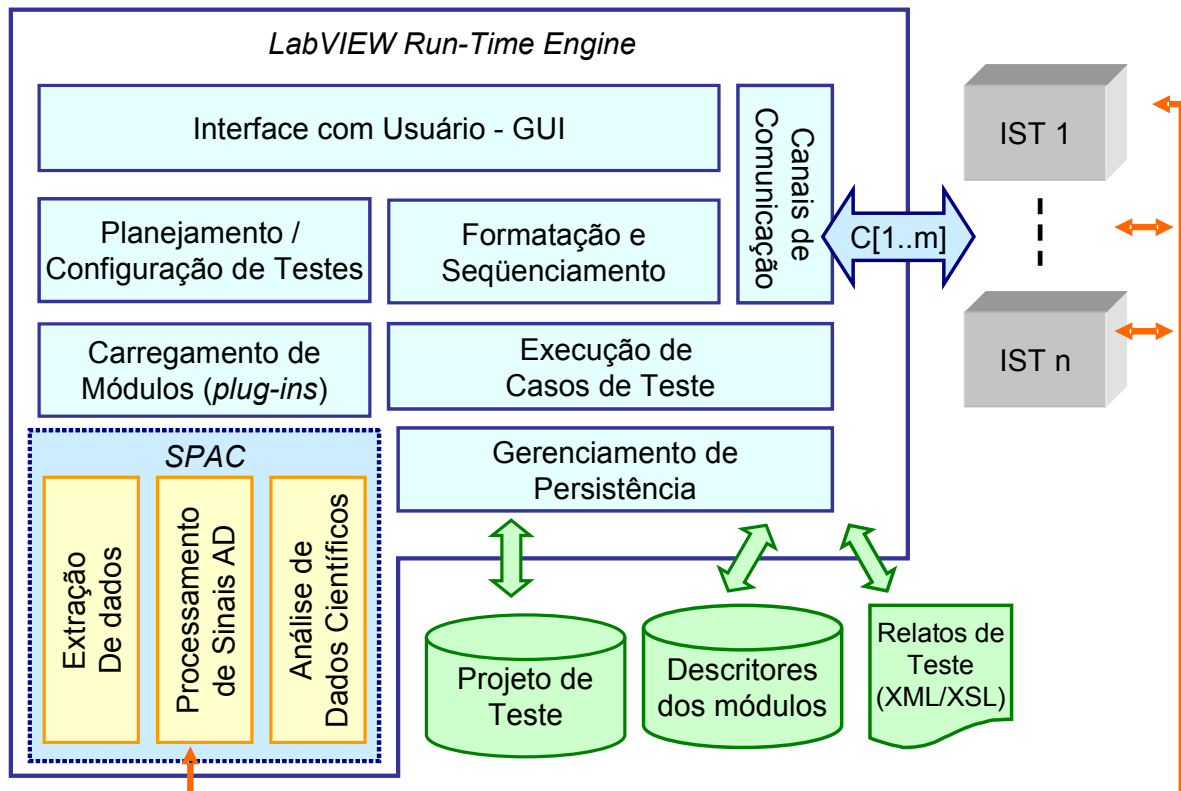 LabVIEW Run-Time Engine
Interface com Usuário - GUI
Canais de
Comunicação
IST 1
Planejamento /
Configuração de Testes
Formatação e
Seqüenciamento
C[1..m]
IST n
Carregamento de
Módulos (plug-ins)
Execução de
Casos de Teste
SPAC
Extração
De dados
Processamento
de Sinais AD
Análise de
Dados Científicos
Gerenciamento de
Persistência
Projeto de
Teste
Descritores
dos módulos
Relatos de
Teste
(XML/XSL)